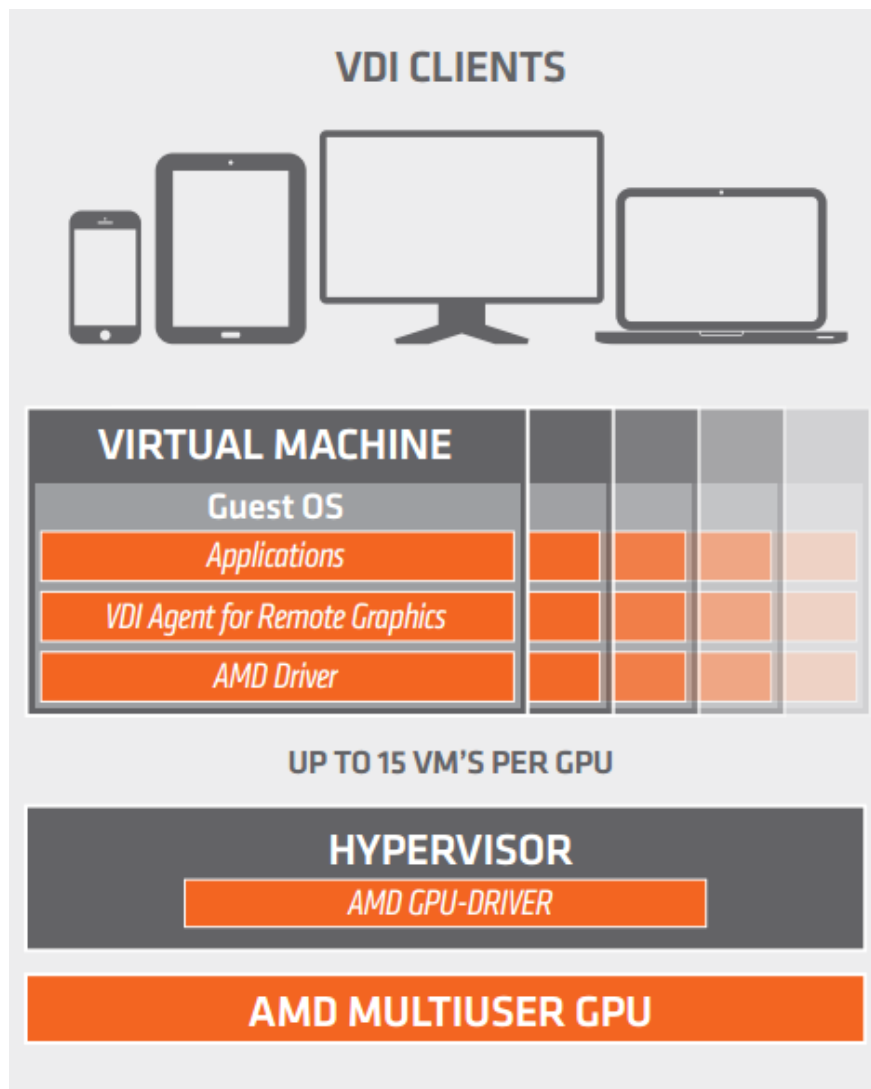 VDI CLIENTS
VIRTUAL MACHINE
Guest OS
Applications
VDI Agent for Remote Graphics
AMD Driver
UP TO 15 VM'S PER GPU
HYPERVISOR
AMD GPU-DRIVER
AMD MULTIUSER GPU